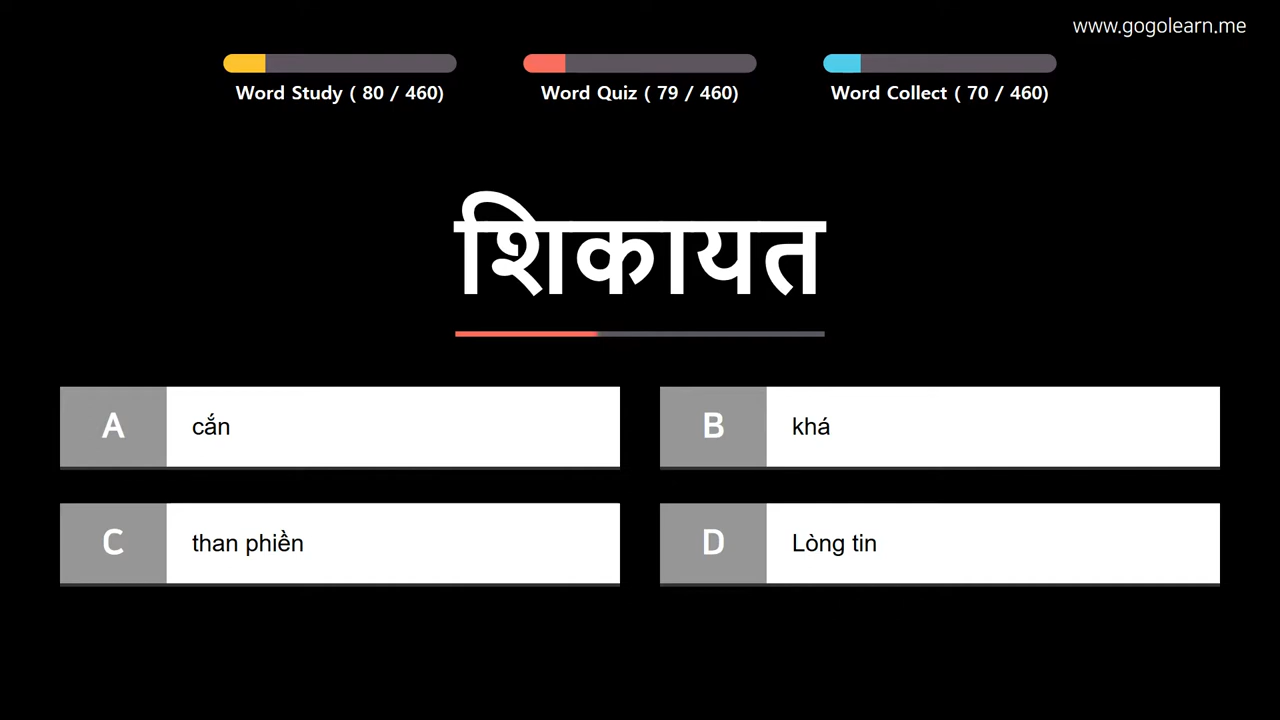 www.gogolearn.me
Word Study ( 80 / 460)
Word Quiz ( 79 / 460)
Word Collect ( 70 / 460)
शिकायत
A
cắn
B
khá
C
than phiền
D
Lòng tin